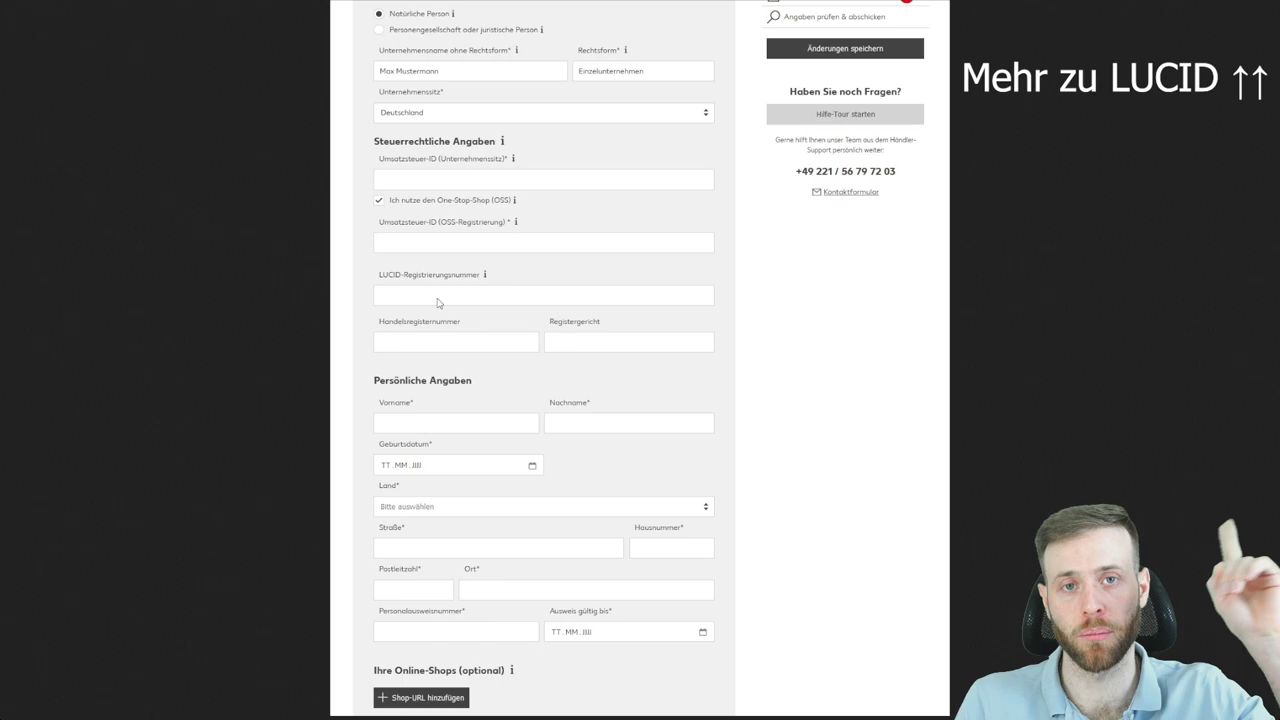 Natürliche Person
Personengesellschaft oder juristische Person
Unternehmensname ohne Rechtsform* Rechtsform*
Max Mustermann Einzelunternehmen
Unternehmenssitz*
Deutschland
Steuerrechtliche Angaben
Umsatzsteuer-ID (Unternehmenssitz)*
Ich nutze den One-Stop-Shop (OSS)
Umsatzsteuer-ID (OSS-Registrierung) *
LUCID-Registrierungsnummer
Handelsregisternummer Registergericht
Persönliche Angaben
Vorname* Nachname*
Geburtsdatum*
TT.MM.JJJJ
Land*
Bitte auswählen
Straße* Hausnummer*
Postleitzahl* Ort*
Personalausweisnummer* Ausweis gültig bis*
TT.MM.JJJJ
Ihre Online-Shops (optional)
Shop-URL hinzufügen
Angaben prüfen & abschicken
Änderungen speichern
Haben Sie noch Fragen?
Hilfe-Tour starten
Gerne hilft Ihnen unser Team aus dem Händler-
Support persönlich weiter:
+49 221 / 56 79 72 03
Kontaktformular
Mehr zu LUCID ↑↑